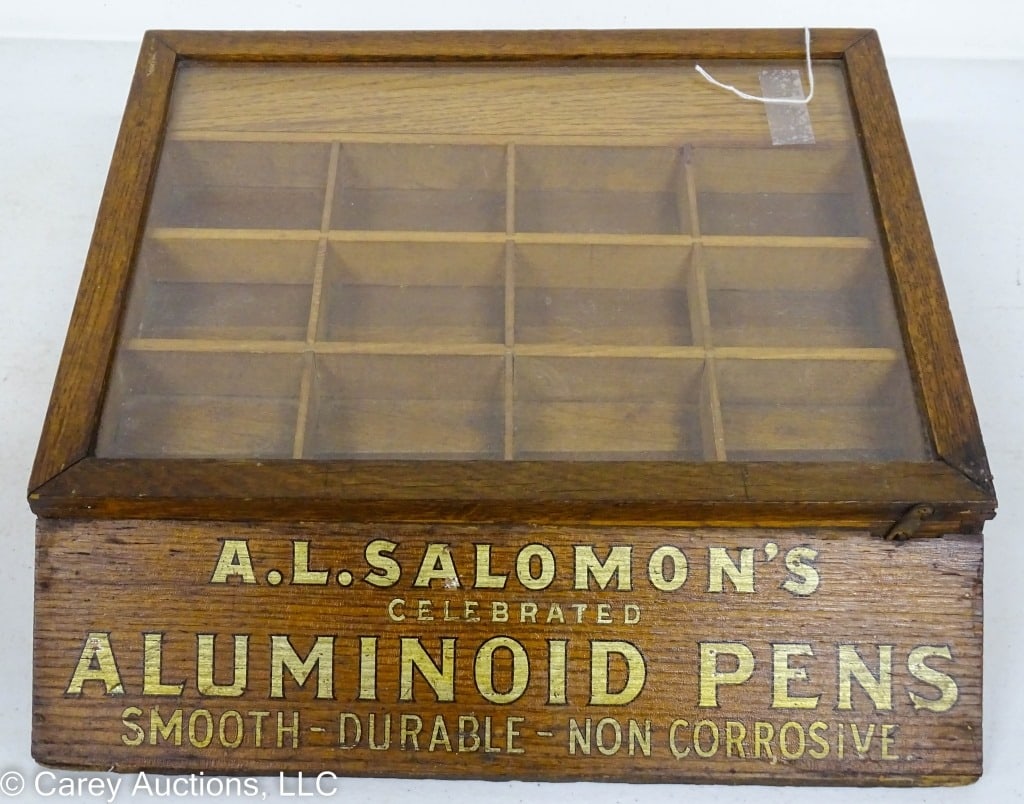 A.L. SALOMON'S
CELEBRATED
ALUMINOID PENS
SMOOTH - DURABLE - NON CORROSIVE.
© Carey Auctions, LLC